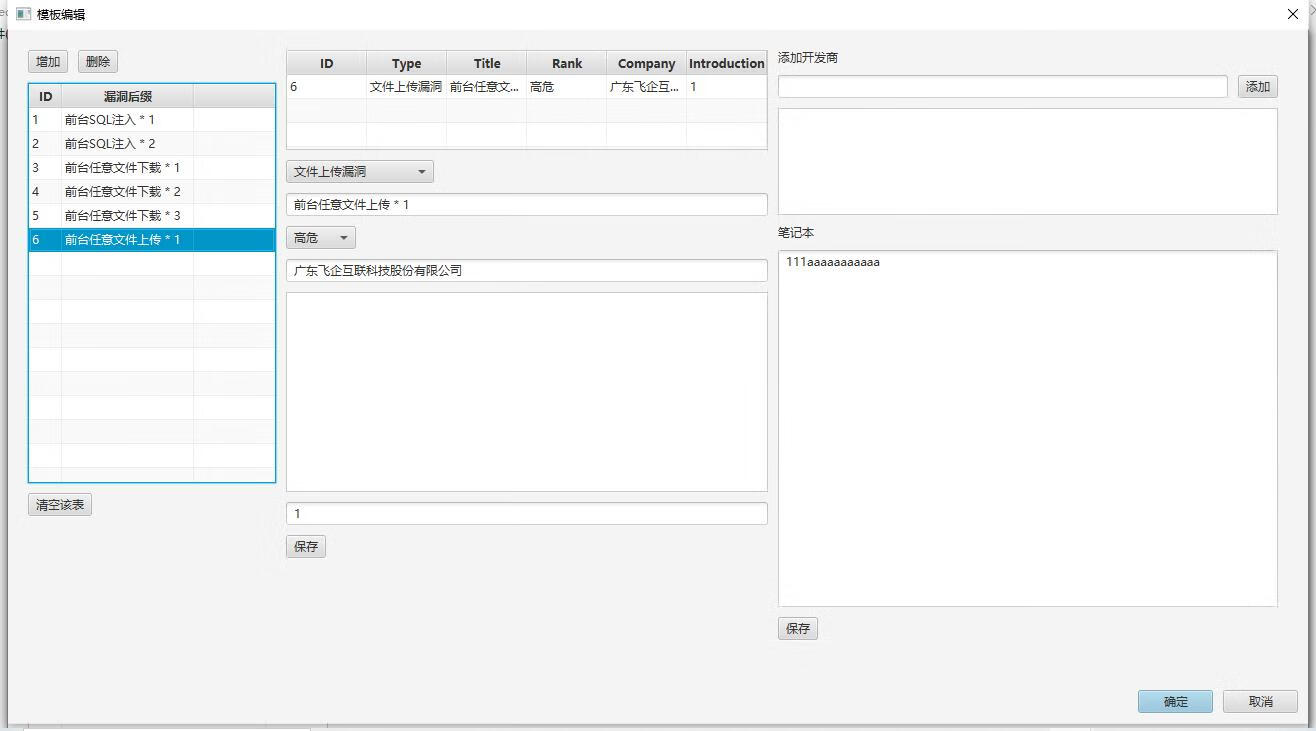 模板编辑
增加 删除
ID 漏洞后缀
1 前台SQL注入 * 1
2 前台SQL注入 * 2
3 前台任意文件下载 * 1
4 前台任意文件下载 * 2
5 前台任意文件下载 * 3
6 前台任意文件上传 * 1
清空该表
ID Type Title Rank Company Introduction
6 文件上传漏洞 前台任意文... 高危 广东飞企互... 1
文件上传漏洞
前台任意文件上传 * 1
高危
广东飞企互联科技股份有限公司
1
保存
添加开发商
添加
笔记本
111aaaaaaaaaaa
保存
确定 取消